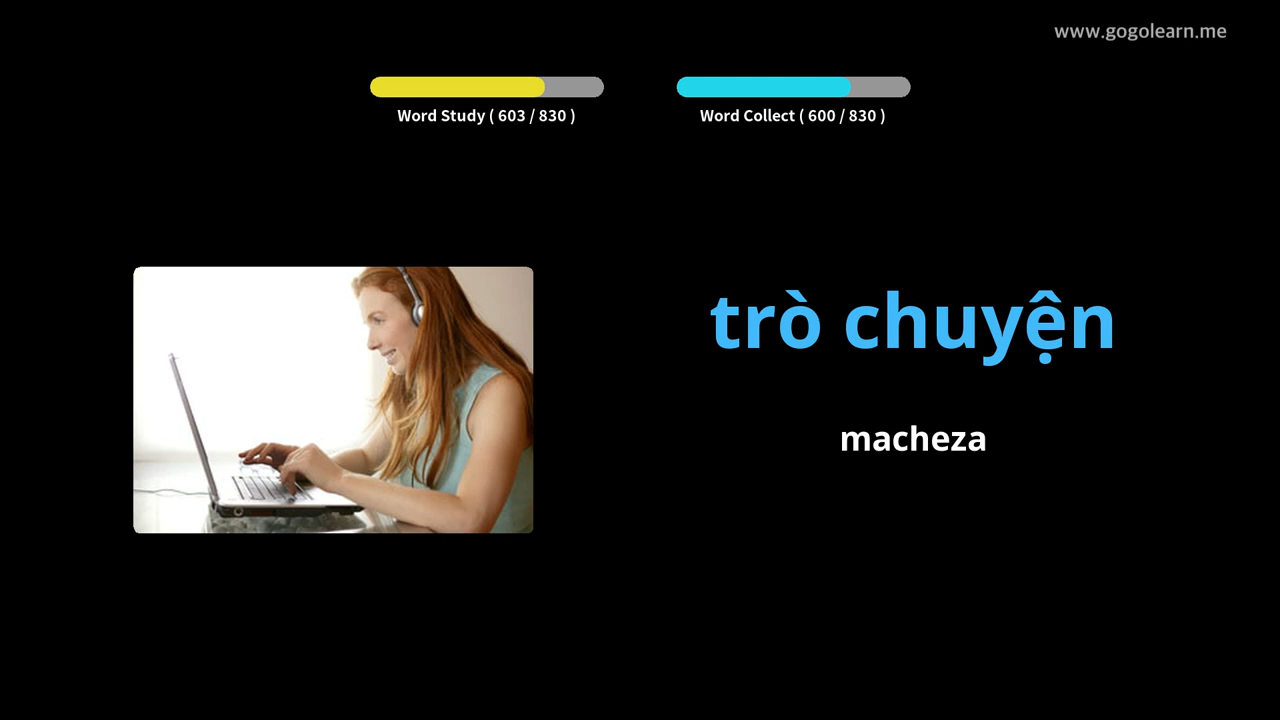 www.gogolearn.me
Word Study ( 603 / 830 )
Word Collect ( 600 / 830 )
trò chuyện
macheza